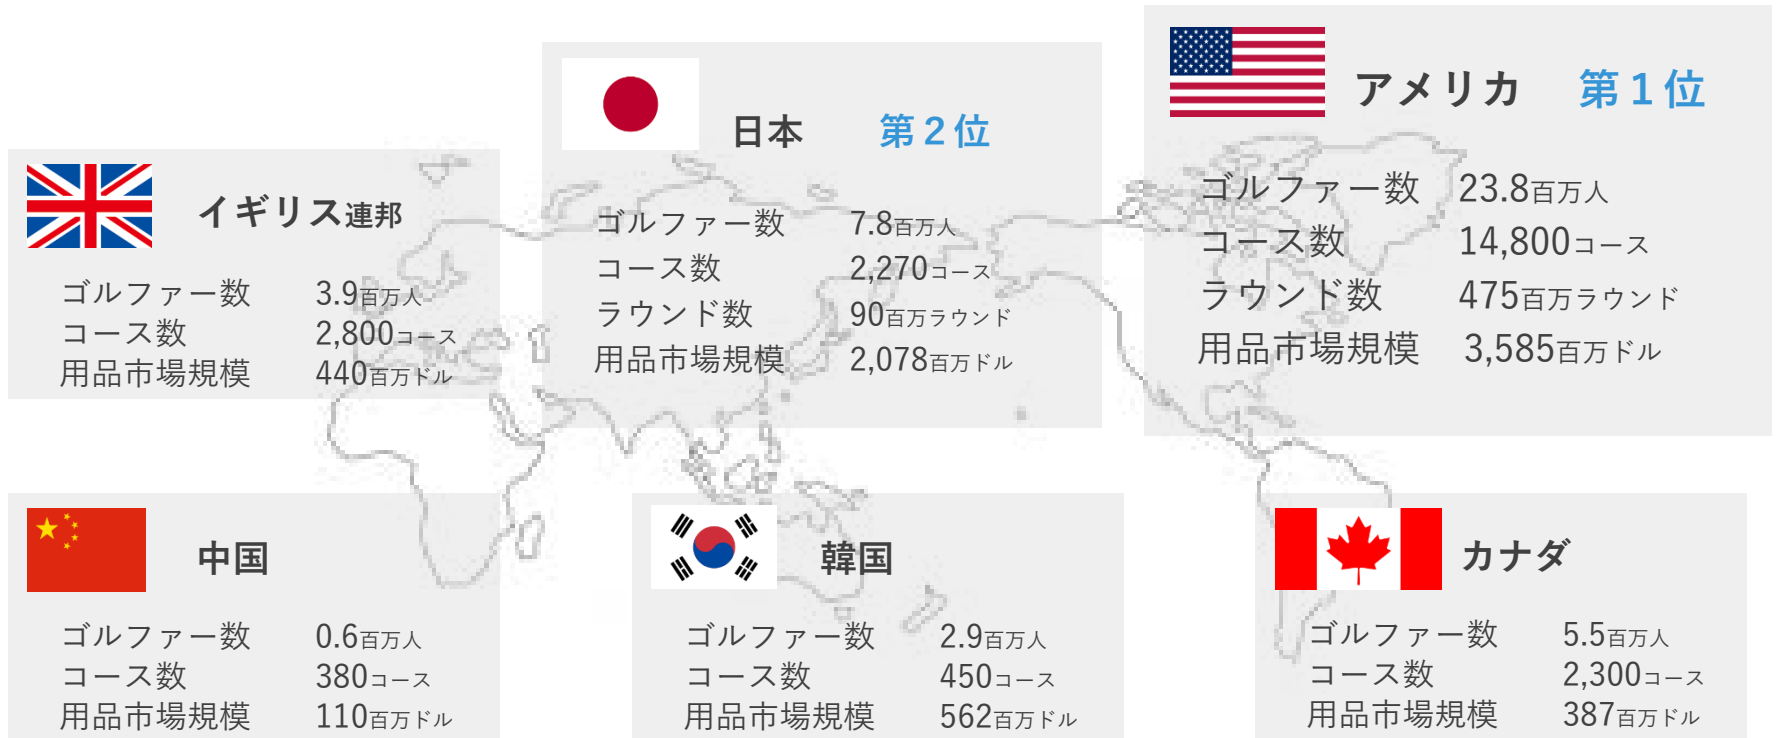 アメリカ 第１位
ゴルファー数 23.8百万人
コース数 14,800コース
ラウンド数 475百万ラウンド
用品市場規模 3,585百万ドル
日本 第２位
ゴルファー数 7.8百万人
コース数 2,270コース
ラウンド数 90百万ラウンド
用品市場規模 2,078百万ドル
イギリス連邦
ゴルファー数 3.9百万人
コース数 2,800コース
用品市場規模 440百万ドル
中国
ゴルファー数 0.6百万人
コース数 380コース
用品市場規模 110百万ドル
韓国
ゴルファー数 2.9百万人
コース数 450コース
用品市場規模 562百万ドル
カナダ
ゴルファー数 5.5百万人
コース数 2,300コース
用品市場規模 387百万ドル